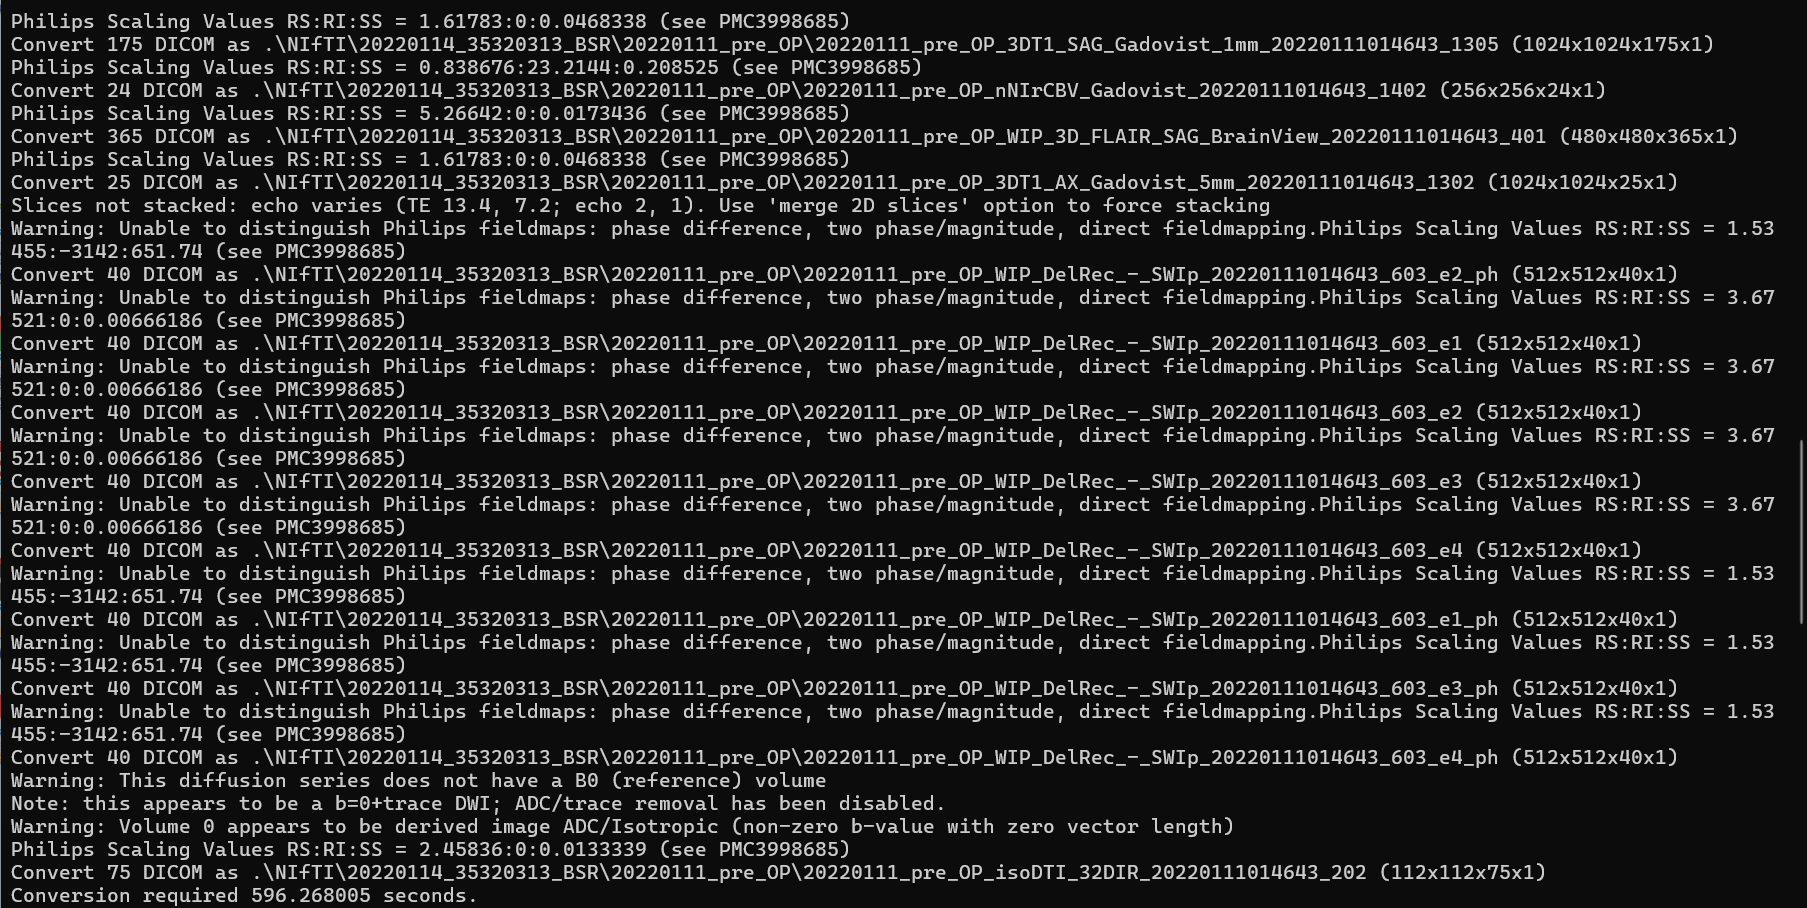 Philips Scaling Values RS:RI:SS = 1.61783:0:0.0468338 (see PMC3998685)
Convert 175 DICOM as .\NIfTI\20220114_35320313_BSR\20220111_pre_OP\20220111_pre_OP_3DT1_SAG_Gadovist_1mm_20220111014643_1305 (1024x1024x175x1)
Philips Scaling Values RS:RI:SS = 0.838676:23.2144:0.208525 (see PMC3998685)
Convert 24 DICOM as .\NIfTI\20220114_35320313_BSR\20220111_pre_OP\20220111_pre_OP_nNIrCBV_Gadovist_20220111014643_1402 (256x256x24x1)
Philips Scaling Values RS:RI:SS = 5.26642:0:0.0173436 (see PMC3998685)
Convert 365 DICOM as .\NIfTI\20220114_35320313_BSR\20220111_pre_OP\20220111_pre_OP_WIP_3D_FLAIR_SAG_BrainView_20220111014643_401 (480x480x365x1)
Philips Scaling Values RS:RI:SS = 1.61783:0:0.0468338 (see PMC3998685)
Convert 25 DICOM as .\NIfTI\20220114_35320313_BSR\20220111_pre_OP\20220111_pre_OP_3DT1_AX_Gadovist_5mm_20220111014643_1302 (1024x1024x25x1)
Slices not stacked: echo varies (TE 13.4, 7.2; echo 2, 1). Use 'merge 2D slices' option to force stacking
Warning: Unable to distinguish Philips fieldmaps: phase difference, two phase/magnitude, direct fieldmapping.Philips Scaling Values RS:RI:SS = 1.53
455:-3142:651.74 (see PMC3998685)
Convert 40 DICOM as .\NIfTI\20220114_35320313_BSR\20220111_pre_OP\20220111_pre_OP_WIP_DelRec_-_SWIp_20220111014643_603_e2_ph (512x512x40x1)
Warning: Unable to distinguish Philips fieldmaps: phase difference, two phase/magnitude, direct fieldmapping.Philips Scaling Values RS:RI:SS = 3.67
521:0:0.00666186 (see PMC3998685)
Convert 40 DICOM as .\NIfTI\20220114_35320313_BSR\20220111_pre_OP\20220111_pre_OP_WIP_DelRec_-_SWIp_20220111014643_603_e1 (512x512x40x1)
Warning: Unable to distinguish Philips fieldmaps: phase difference, two phase/magnitude, direct fieldmapping.Philips Scaling Values RS:RI:SS = 3.67
521:0:0.00666186 (see PMC3998685)
Convert 40 DICOM as .\NIfTI\20220114_35320313_BSR\20220111_pre_OP\20220111_pre_OP_WIP_DelRec_-_SWIp_20220111014643_603_e2 (512x512x40x1)
Warning: Unable to distinguish Philips fieldmaps: phase difference, two phase/magnitude, direct fieldmapping.Philips Scaling Values RS:RI:SS = 3.67
521:0:0.00666186 (see PMC3998685)
Convert 40 DICOM as .\NIfTI\20220114_35320313_BSR\20220111_pre_OP\20220111_pre_OP_WIP_DelRec_-_SWIp_20220111014643_603_e3 (512x512x40x1)
Warning: Unable to distinguish Philips fieldmaps: phase difference, two phase/magnitude, direct fieldmapping.Philips Scaling Values RS:RI:SS = 3.67
521:0:0.00666186 (see PMC3998685)
Convert 40 DICOM as .\NIfTI\20220114_35320313_BSR\20220111_pre_OP\20220111_pre_OP_WIP_DelRec_-_SWIp_20220111014643_603_e4 (512x512x40x1)
Warning: Unable to distinguish Philips fieldmaps: phase difference, two phase/magnitude, direct fieldmapping.Philips Scaling Values RS:RI:SS = 1.53
455:-3142:651.74 (see PMC3998685)
Convert 40 DICOM as .\NIfTI\20220114_35320313_BSR\20220111_pre_OP\20220111_pre_OP_WIP_DelRec_-_SWIp_20220111014643_603_e1_ph (512x512x40x1)
Warning: Unable to distinguish Philips fieldmaps: phase difference, two phase/magnitude, direct fieldmapping.Philips Scaling Values RS:RI:SS = 1.53
455:-3142:651.74 (see PMC3998685)
Convert 40 DICOM as .\NIfTI\20220114_35320313_BSR\20220111_pre_OP\20220111_pre_OP_WIP_DelRec_-_SWIp_20220111014643_603_e3_ph (512x512x40x1)
Warning: Unable to distinguish Philips fieldmaps: phase difference, two phase/magnitude, direct fieldmapping.Philips Scaling Values RS:RI:SS = 1.53
455:-3142:651.74 (see PMC3998685)
Convert 40 DICOM as .\NIfTI\20220114_35320313_BSR\20220111_pre_OP\20220111_pre_OP_WIP_DelRec_-_SWIp_20220111014643_603_e4_ph (512x512x40x1)
Warning: This diffusion series does not have a B0 (reference) volume
Note: this appears to be a b=0+trace DWI; ADC/trace removal has been disabled.
Warning: Volume 0 appears to be derived image ADC/Isotropic (non-zero b-value with zero vector length)
Philips Scaling Values RS:RI:SS = 2.45836:0:0.0133339 (see PMC3998685)
Convert 75 DICOM as .\NIfTI\20220114_35320313_BSR\20220111_pre_OP\20220111_pre_OP_isoDTI_32DIR_20220111014643_202 (112x112x75x1)
Conversion required 596.268005 seconds.